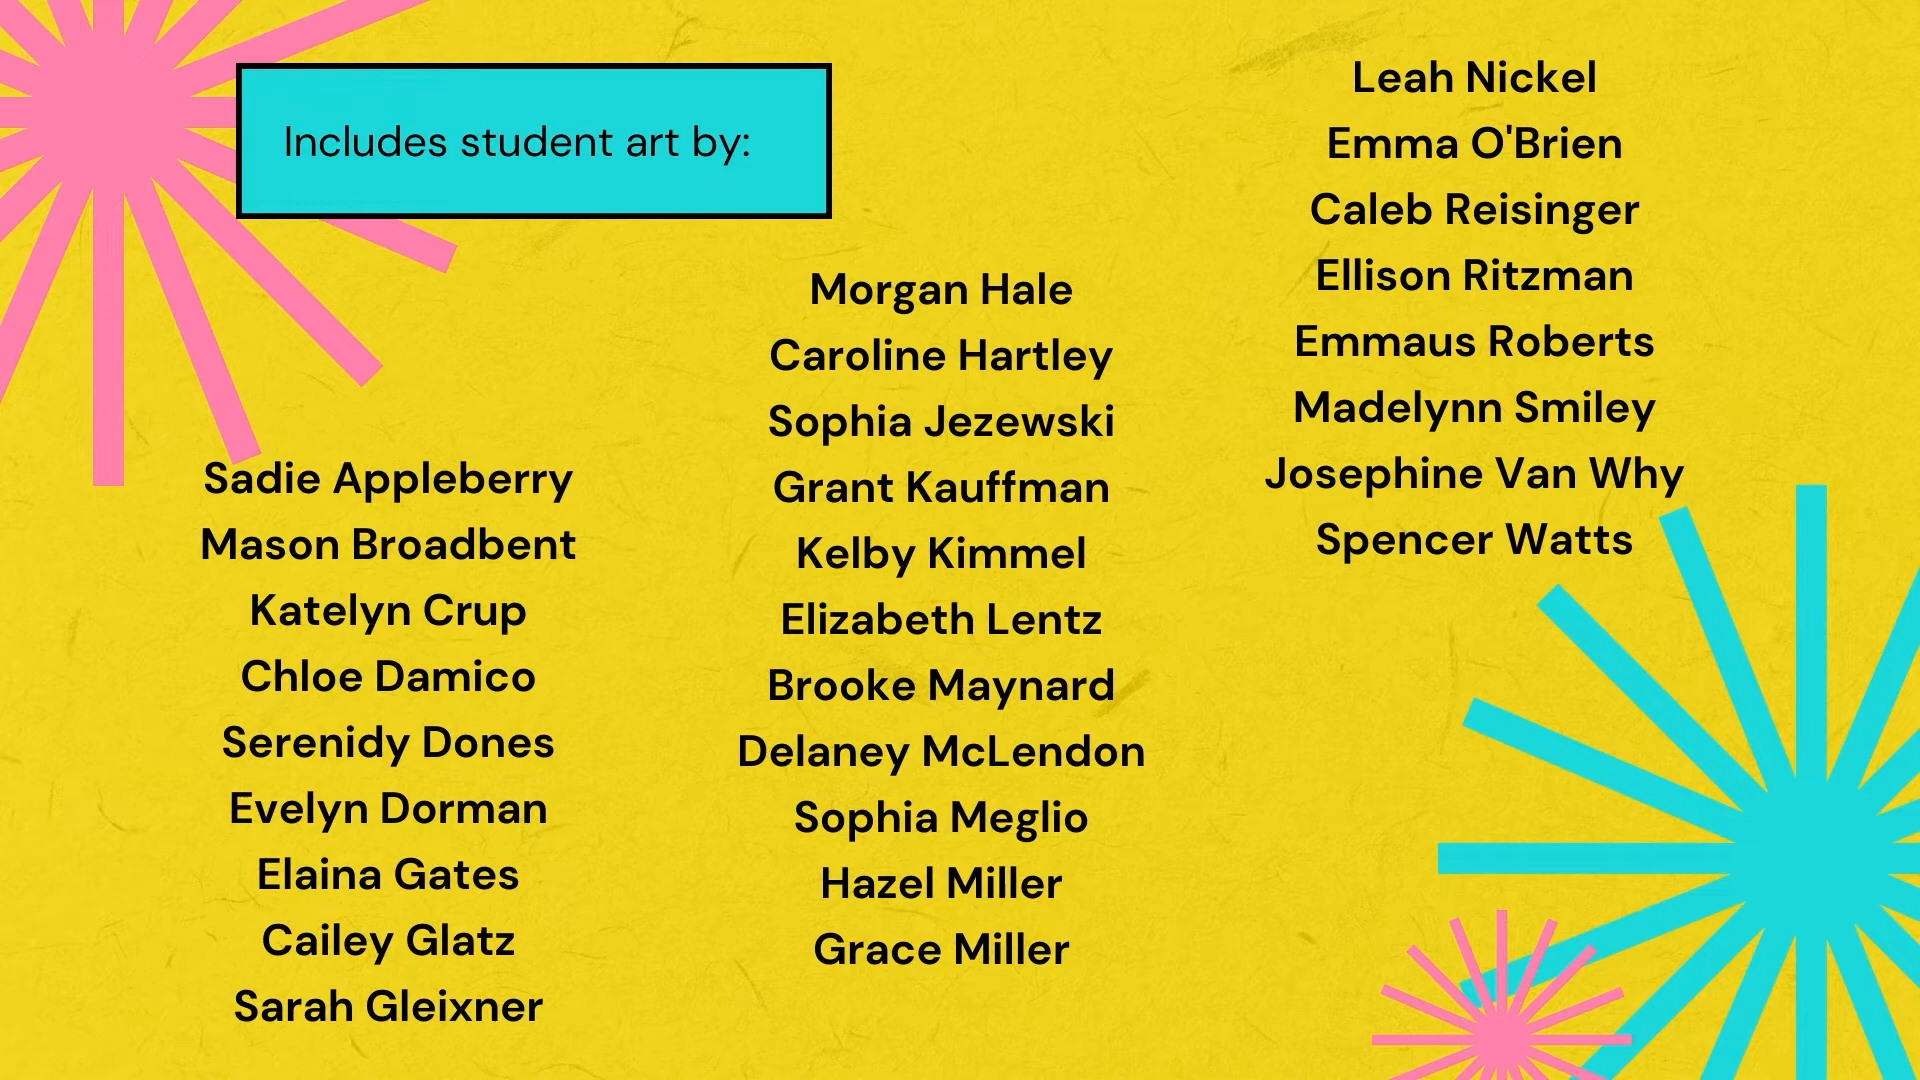 Includes student art by:
Sadie Appleberry
Mason Broadbent
Katelyn Crup
Chloe Damico
Serenidy Dones
Evelyn Dorman
Elaina Gates
Cailey Glatz
Sarah Gleixner
Morgan Hale
Caroline Hartley
Sophia Jezewski
Grant Kauffman
Kelby Kimmel
Elizabeth Lentz
Brooke Maynard
Delaney McLendon
Sophia Meglio
Hazel Miller
Grace Miller
Leah Nickel
Emma O'Brien
Caleb Reisinger
Ellison Ritzman
Emmaus Roberts
Madelynn Smiley
Josephine Van Why
Spencer Watts